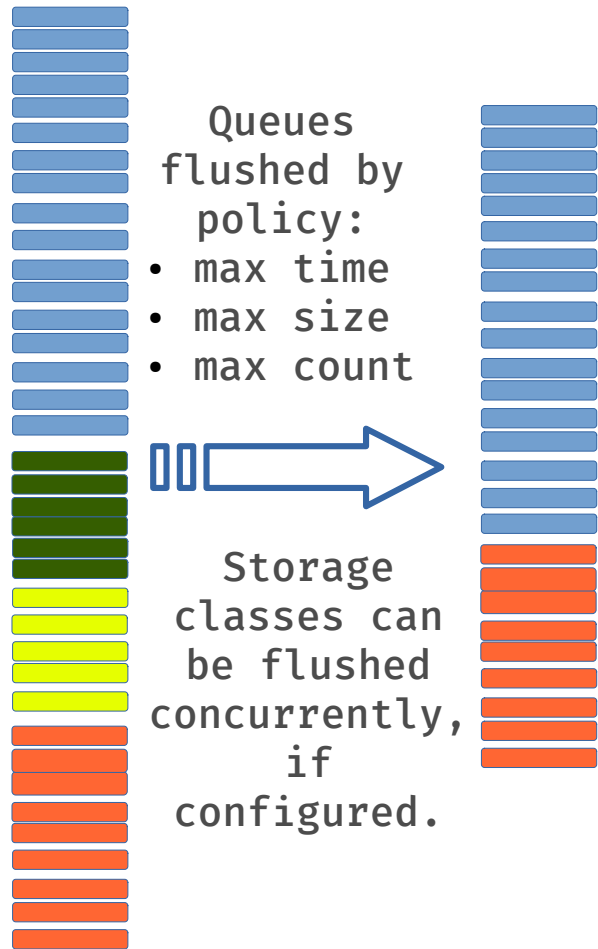 Queues
flushed by
policy:
• max time
• max size
• max count
Storage
classes can
be flushed
concurrently,
if
configured.